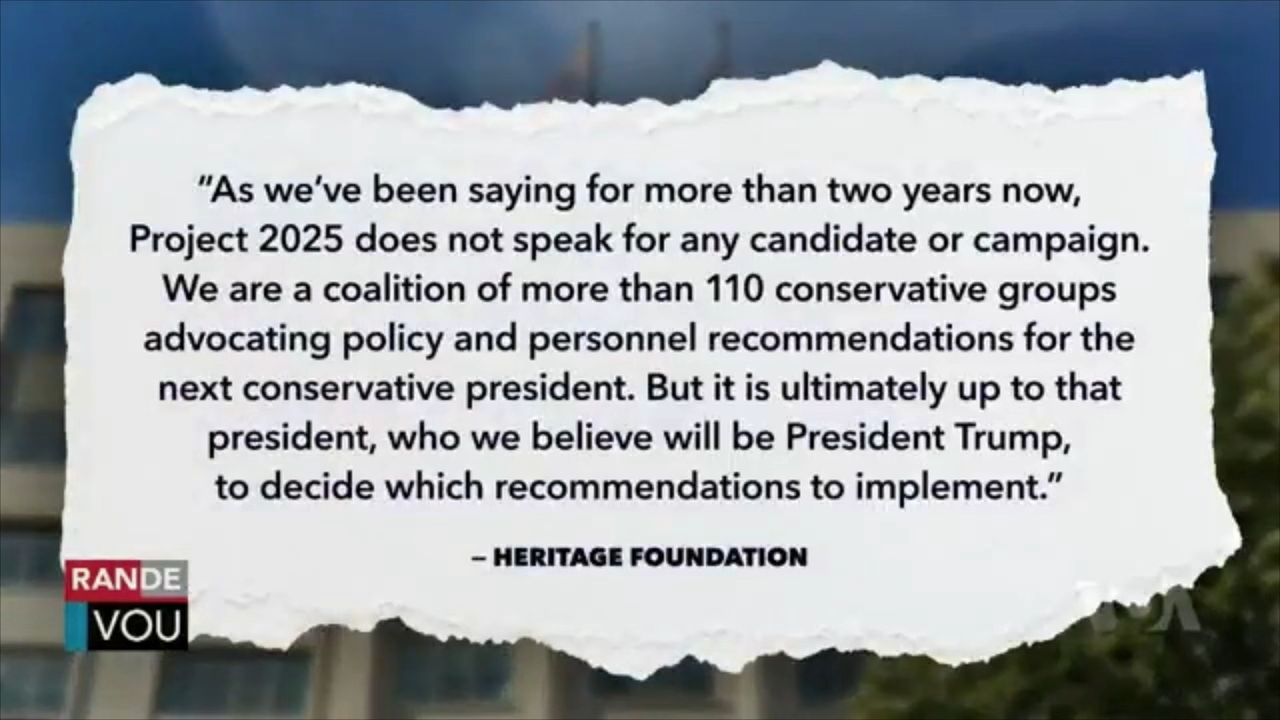 "As we've been saying for more than two years now,
Project 2025 does not speak for any candidate or campaign.
We are a coalition of more than 110 conservative groups
advocating policy and personnel recommendations for the
next conservative president. But it is ultimately up to that
president, who we believe will be President Trump,
to decide which recommendations to implement."
– HERITAGE FOUNDATION
RANDE
VOU
VOA